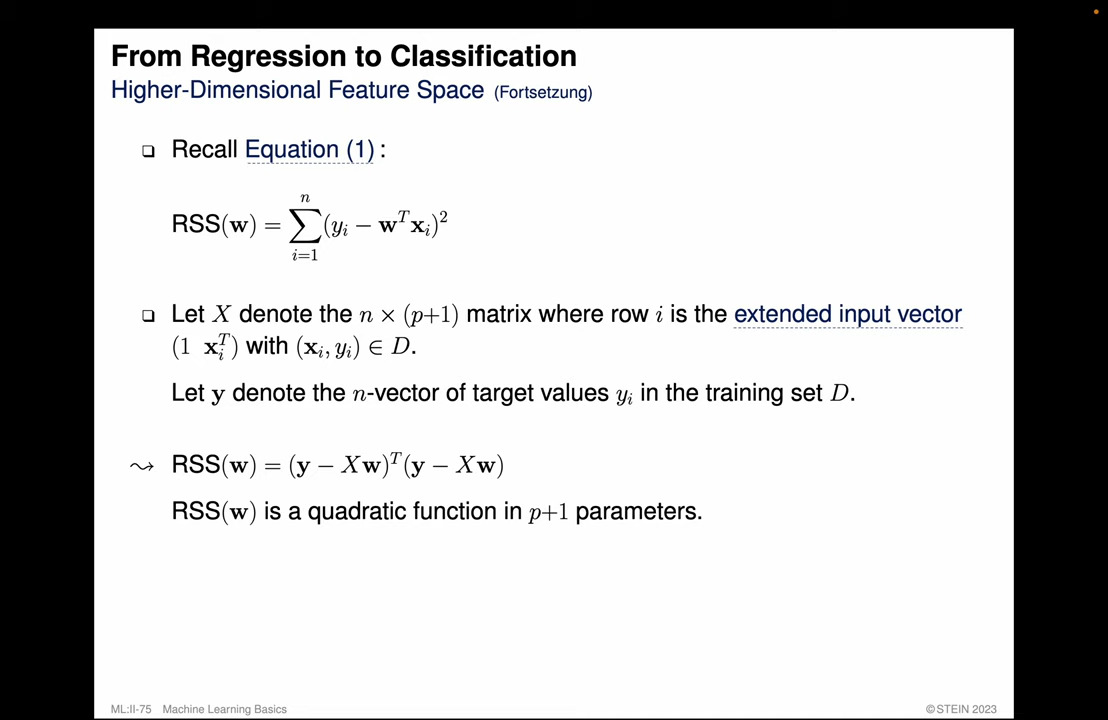 From Regression to Classification
Higher-Dimensional Feature Space (Fortsetzung)
❑ Recall Equation (1) :
RSS(w) = ∑_{i=1}^{n} (y_i − w^T x_i)^2
❑ Let X denote the n × (p+1) matrix where row i is the extended input vector
(1 x_i^T) with (x_i, y_i) ∈ D.
Let y denote the n-vector of target values y_i in the training set D.
⇝ RSS(w) = (y − Xw)^T (y − Xw)
RSS(w) is a quadratic function in p+1 parameters.
ML:II-75 Machine Learning Basics © STEIN 2023